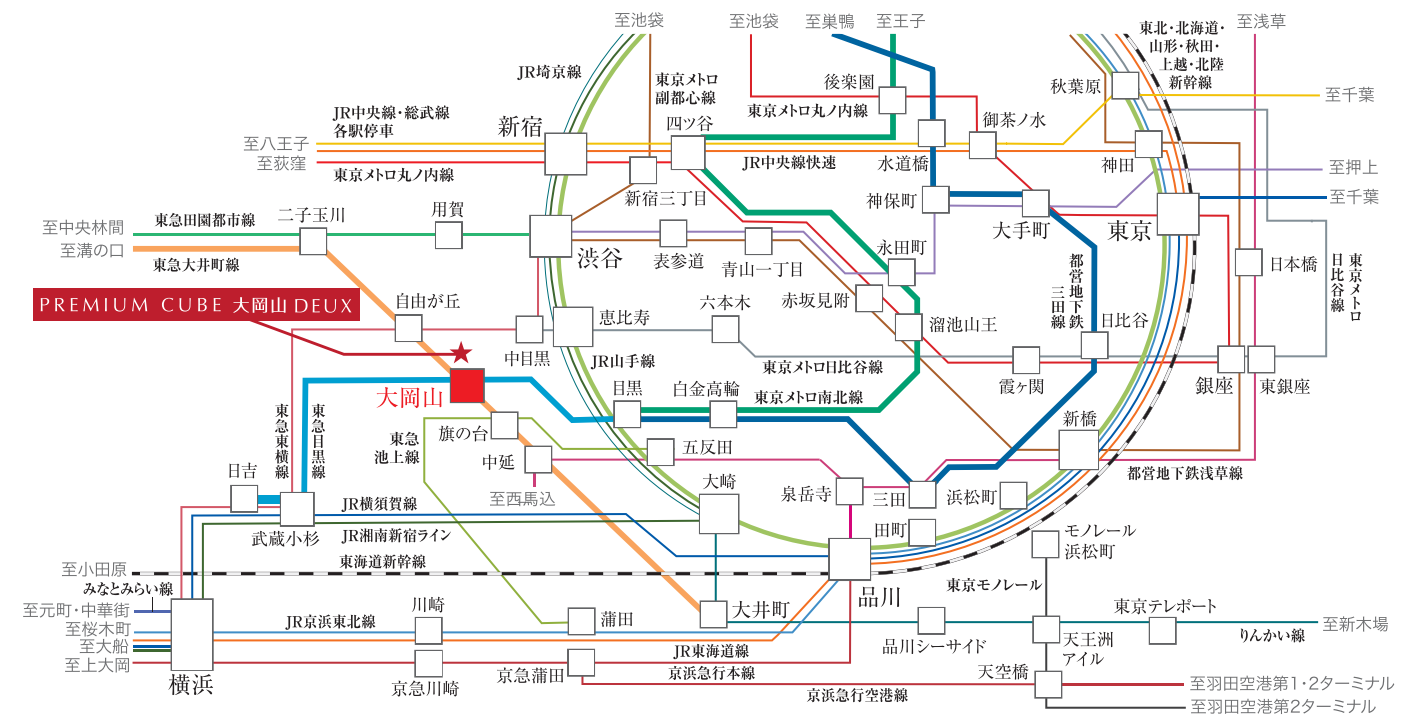 至池袋
至池袋
至巣鴨
至王子
至浅草
東北・北海道・
山形・秋田・
上越・北陸
新幹線
JR埼京線
東京メトロ
副都心線
後楽園
秋葉原
至千葉
JR中央線・総武線
各駅停車
東京メトロ丸ノ内線
新宿
四ツ谷
御茶ノ水
至八王子
至荻窪
水道橋
JR中央線快速
神田
至押上
東京メトロ丸ノ内線
新宿三丁目
神保町
至千葉
二子玉川
用賀
東急田園都市線
至中央林間
至溝の口
東急大井町線
渋谷
表参道
青山一丁目
永田町
大手町
東京
都営地下鉄
三田線
日本橋
東京メトロ
日比谷線
PREMIUM CUBE 大岡山 DEUX
自由が丘
六本木
赤坂見附
恵比寿
溜池山王
日比谷
中目黒
JR山手線
東京メトロ日比谷線
霞ヶ関
銀座
東銀座
大岡山
目黒
白金高輪
東京メトロ南北線
新橋
東急東横線
東急目黒線
東急
池上線
旗の台
五反田
中延
日吉
至西馬込
大崎
泉岳寺
三田
浜松町
都営地下鉄浅草線
JR横須賀線
武蔵小杉
JR湘南新宿ライン
田町
モノレール
浜松町
東海道新幹線
至小田原
みなとみらい線
品川
東京モノレール
至元町・中華街
至桜木町
至大船
至上大岡
JR京浜東北線
川崎
蒲田
大井町
東京テレポート
至新木場
品川シーサイド
天王洲
アイル
りんかい線
JR東海道線
京浜急行本線
横浜
京急川崎
京急蒲田
京浜急行空港線
天空橋
至羽田空港第1・2ターミナル
至羽田空港第2ターミナル